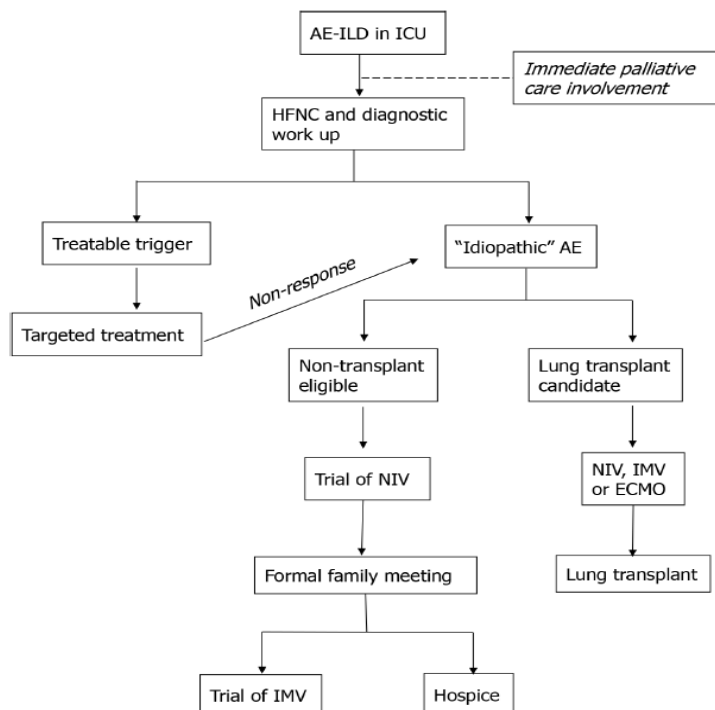 AE-ILD in ICU
Immediate palliative
care involvement
HFNC and diagnostic
work up
Treatable trigger
"Idiopathic" AE
Non-response
Targeted treatment
Non-transplant
eligible
Lung transplant
candidate
Trial of NIV
NIV, IMV
or ECMO
Formal family meeting
Lung transplant
Trial of IMV
Hospice